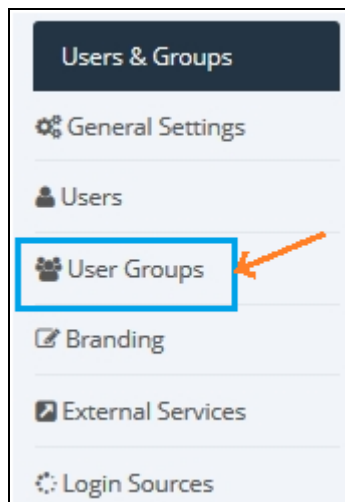 Users & Groups
General Settings
Users
User Groups
Branding
External Services
Login Sources